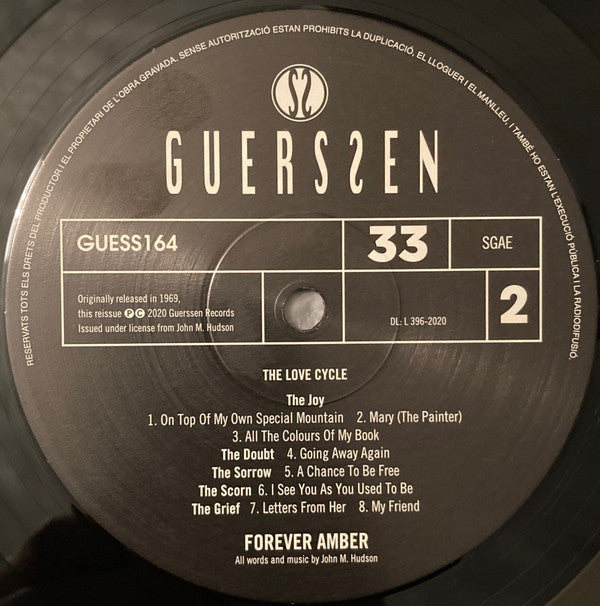 RESERVATS TOTS ELS DRETS DEL PRODUCTOR I EL PROPIETARI DE L'OBRA GRAVADA. SENSE AUTORITZACIÓ ESTAN PROHIBITS LA DUPLICACIÓ, EL LLOGUER I EL MANLLEU, I TAMBÉ HO ESTAN L'EXECUCIÓ PÚBLICA I LA RADIODIFUSIÓ.
GUERSSEN
GUESS164
33
SGAE
Originally released in 1969,
this reissue Ⓟ© 2020 Guerssen Records
Issued under license from John M. Hudson
DL: L 396-2020
2
THE LOVE CYCLE
The Joy
1. On Top Of My Own Special Mountain 2. Mary (The Painter)
3. All The Colours Of My Book
The Doubt 4. Going Away Again
The Sorrow 5. A Chance To Be Free
The Scorn 6. I See You As You Used To Be
The Grief 7. Letters From Her 8. My Friend
FOREVER AMBER
All words and music by John M. Hudson